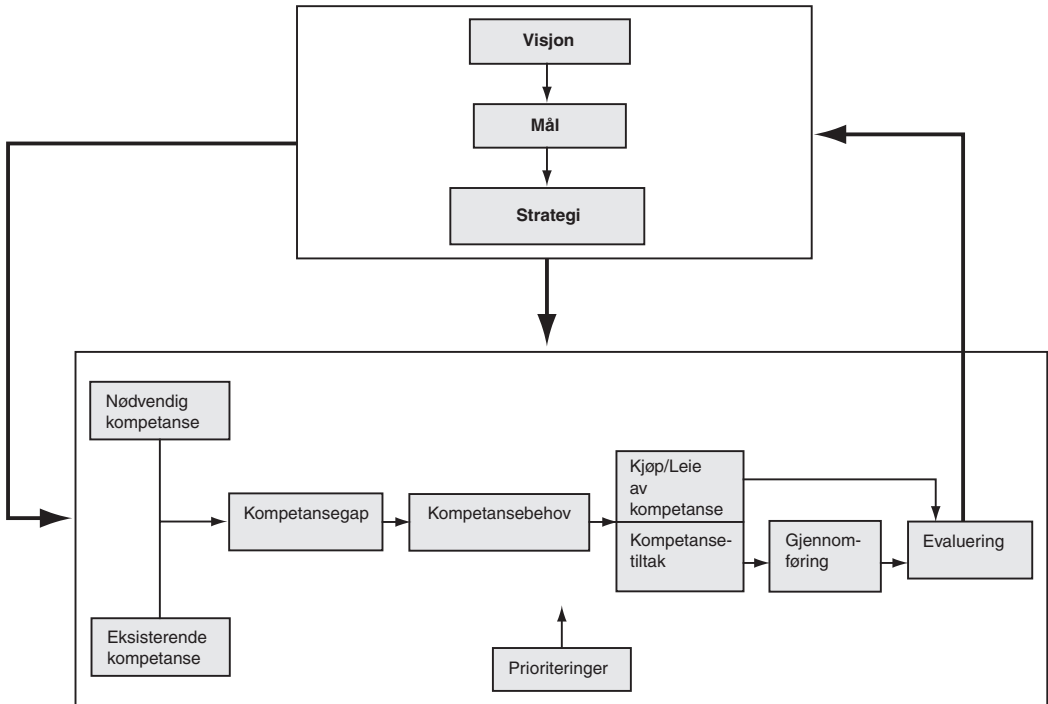 Visjon
Mål
Strategi
Nødvendig
kompetanse
Kompetansegap
Kompetansebehov
Kjøp/Leie
av
kompetanse
Kompetanse-
tiltak
Gjennom-
føring
Evaluering
Eksisterende
kompetanse
Prioriteringer